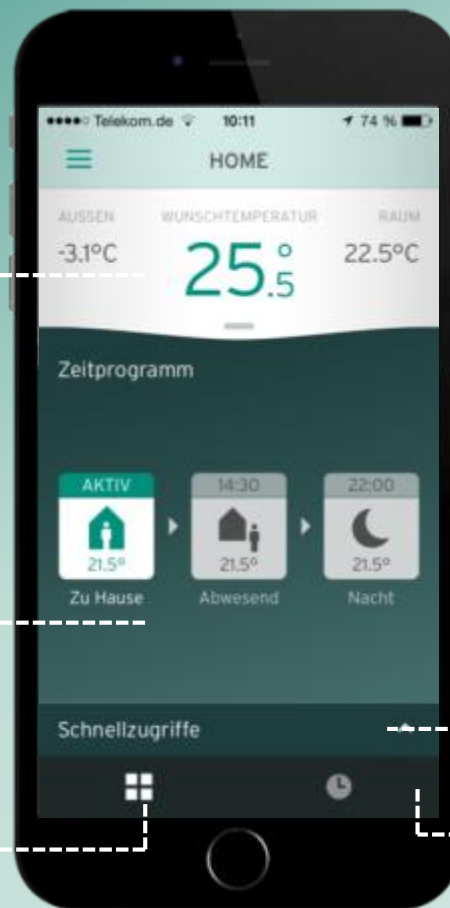 Telekom.de 10:11 74 %
HOME
AUSSEN WUNSCHTEMPERATUR RAUM
-3.1°C 25.5° 22.5°C
Zeitprogramm
AKTIV 14:30 22:00
21.5° 21.5° 21.5°
Zu Hause Abwesend Nacht
Schnellzugriffe